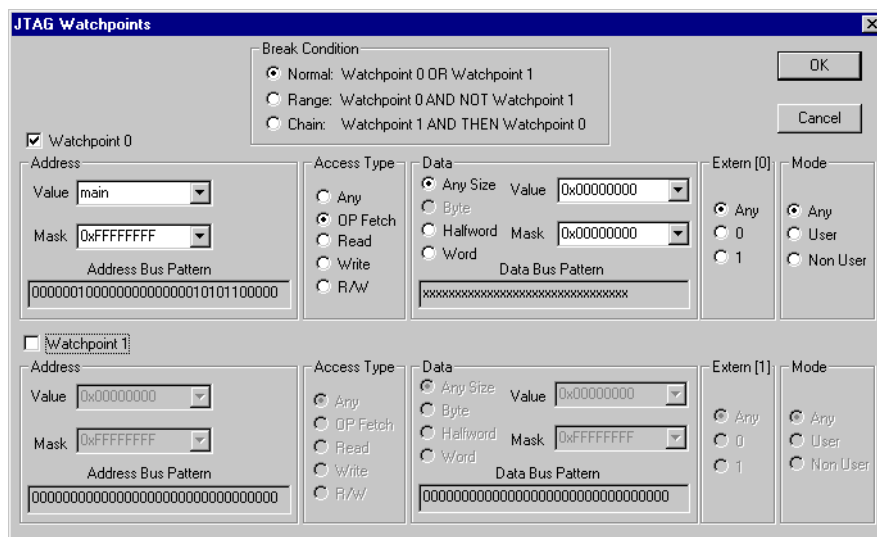 JTAG Watchpoints
Break Condition
Normal: Watchpoint 0 OR Watchpoint 1
Range: Watchpoint 0 AND NOT Watchpoint 1
Chain: Watchpoint 1 AND THEN Watchpoint 0
OK
Cancel
Watchpoint 0
Address
Value main
Mask 0xFFFFFFFF
Address Bus Pattern
00000010000000000000010101100000
Access Type
Any
OP Fetch
Read
Write
R/W
Data
Any Size
Byte
Halfword
Word
Value 0x00000000
Mask 0x00000000
Data Bus Pattern
xxxxxxxxxxxxxxxxxxxxxxxxxxxxxxxx
Extern [0]
Any
0
1
Mode
Any
User
Non User
Watchpoint 1
Address
Value 0x00000000
Mask 0xFFFFFFFF
Address Bus Pattern
00000000000000000000000000000000
Access Type
Any
OP Fetch
Read
Write
R/W
Data
Any Size
Byte
Halfword
Word
Value 0x00000000
Mask 0xFFFFFFFF
Data Bus Pattern
00000000000000000000000000000000
Extern [1]
Any
0
1
Mode
Any
User
Non User